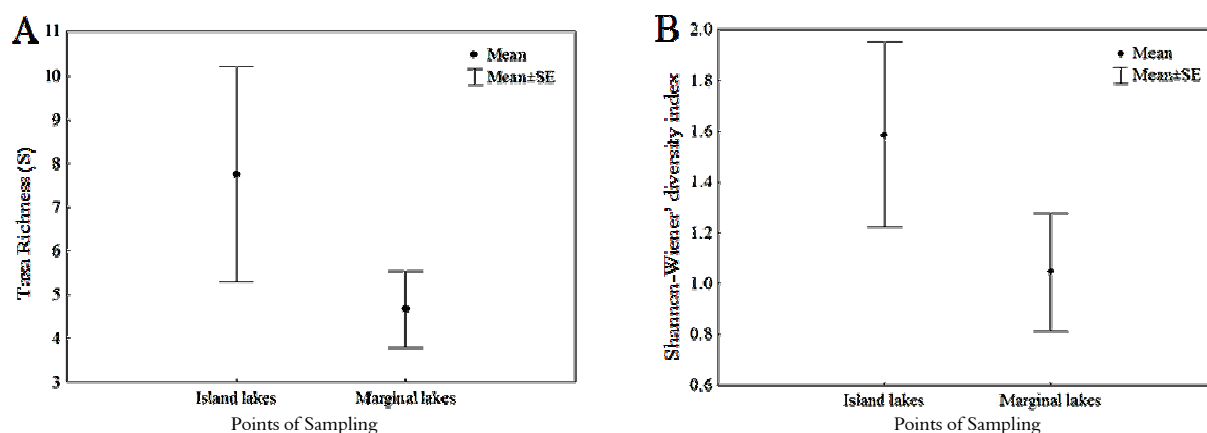 A
Taxa Richness (S)
11
10
9
8
7
6
5
4
3
Mean
Mean±SE
Island lakes
Marginal lakes
Points of Sampling
B
Shannon-Wiener' diversity index
2.0
1.8
1.6
1.4
1.2
1.0
0.8
0.6
Mean
Mean±SE
Island lakes
Marginal lakes
Points of Sampling